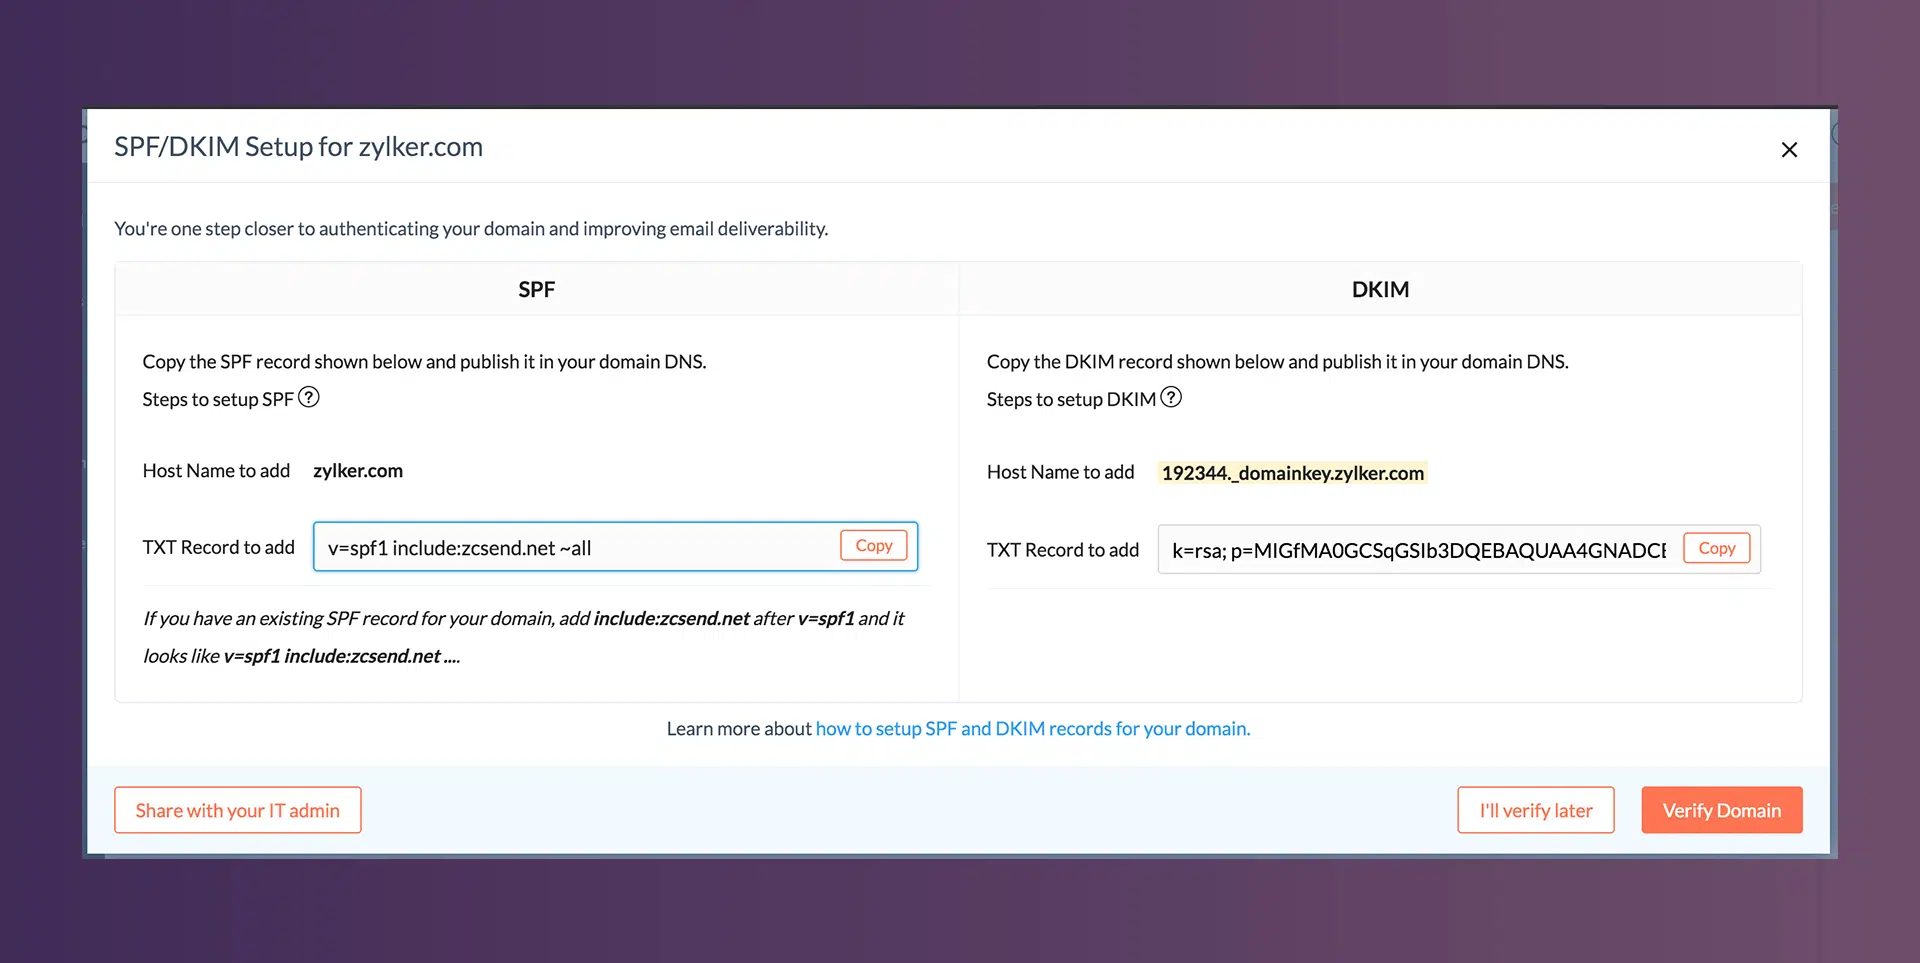 SPF/DKIM Setup for zylker.com
You're one step closer to authenticating your domain and improving email deliverability.
SPF
Copy the SPF record shown below and publish it in your domain DNS.
Steps to setup SPF ?
Host Name to add zylker.com
TXT Record to add v=spf1 include:zcsend.net ~all Copy
If you have an existing SPF record for your domain, add include:zcsend.net after v=spf1 and it
looks like v=spf1 include:zcsend.net ....
DKIM
Copy the DKIM record shown below and publish it in your domain DNS.
Steps to setup DKIM ?
Host Name to add 192344._domainkey.zylker.com
TXT Record to add k=rsa; p=MIGfMA0GCSqGSIb3DQEBAQUAA4GNADCB Copy
Learn more about how to setup SPF and DKIM records for your domain.
Share with your IT admin
I'll verify later
Verify Domain